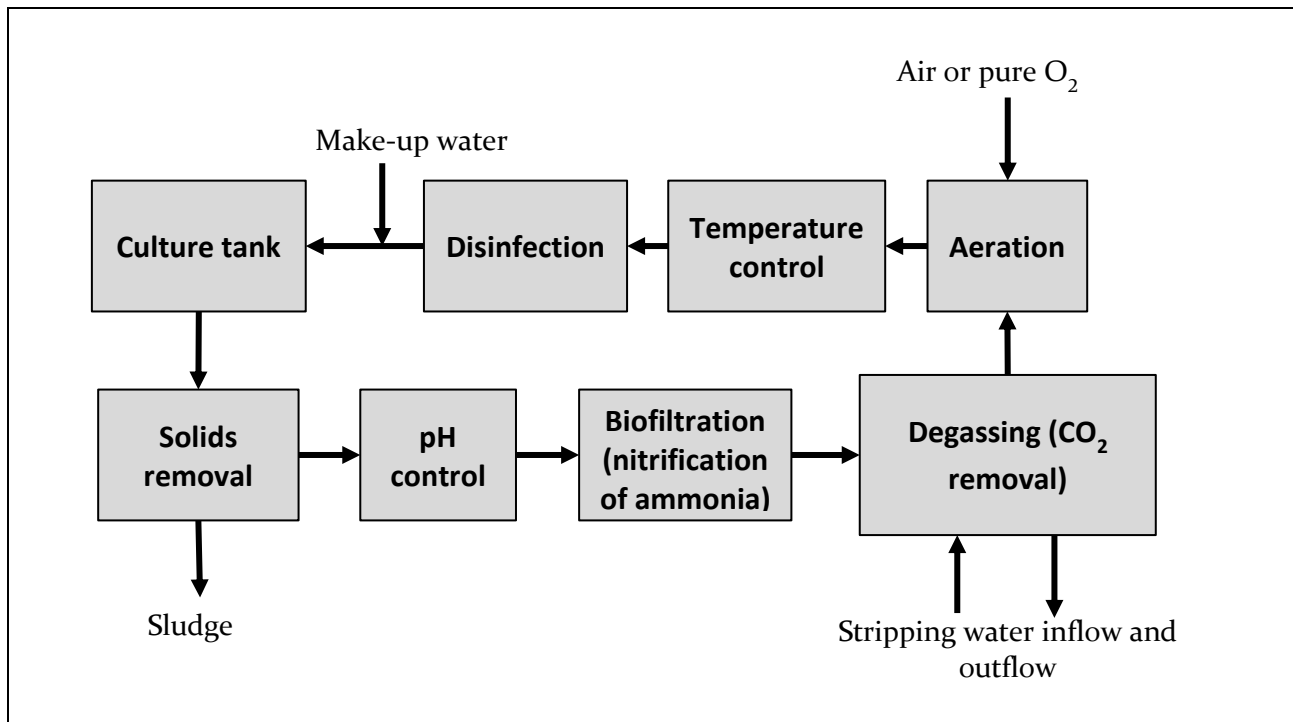 Air or pure O₂
Make-up water
Culture tank
Disinfection
Temperature
control
Aeration
Solids
removal
pH
control
Biofiltration
(nitrification
of ammonia)
Degassing (CO₂
removal)
Sludge
Stripping water inflow and
outflow